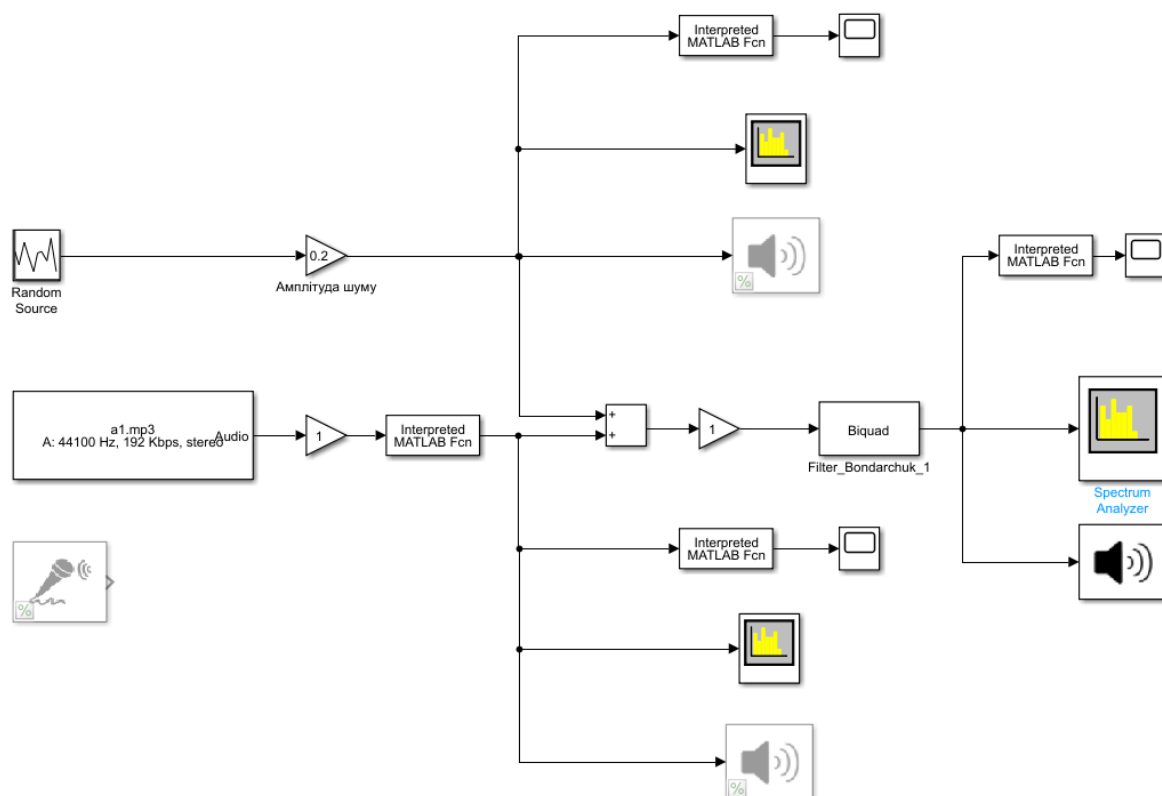 Interpreted
MATLAB Fcn
0.2
Random
Source
Амплітуда шуму
%
Interpreted
MATLAB Fcn
a1.mp3
A: 44100 Hz, 192 Kbps, stereo
Audio
1
Interpreted
MATLAB Fcn
+
+
1
Biquad
Filter_Bondarchuk_1
Spectrum
Analyzer
Interpreted
MATLAB Fcn
%
%